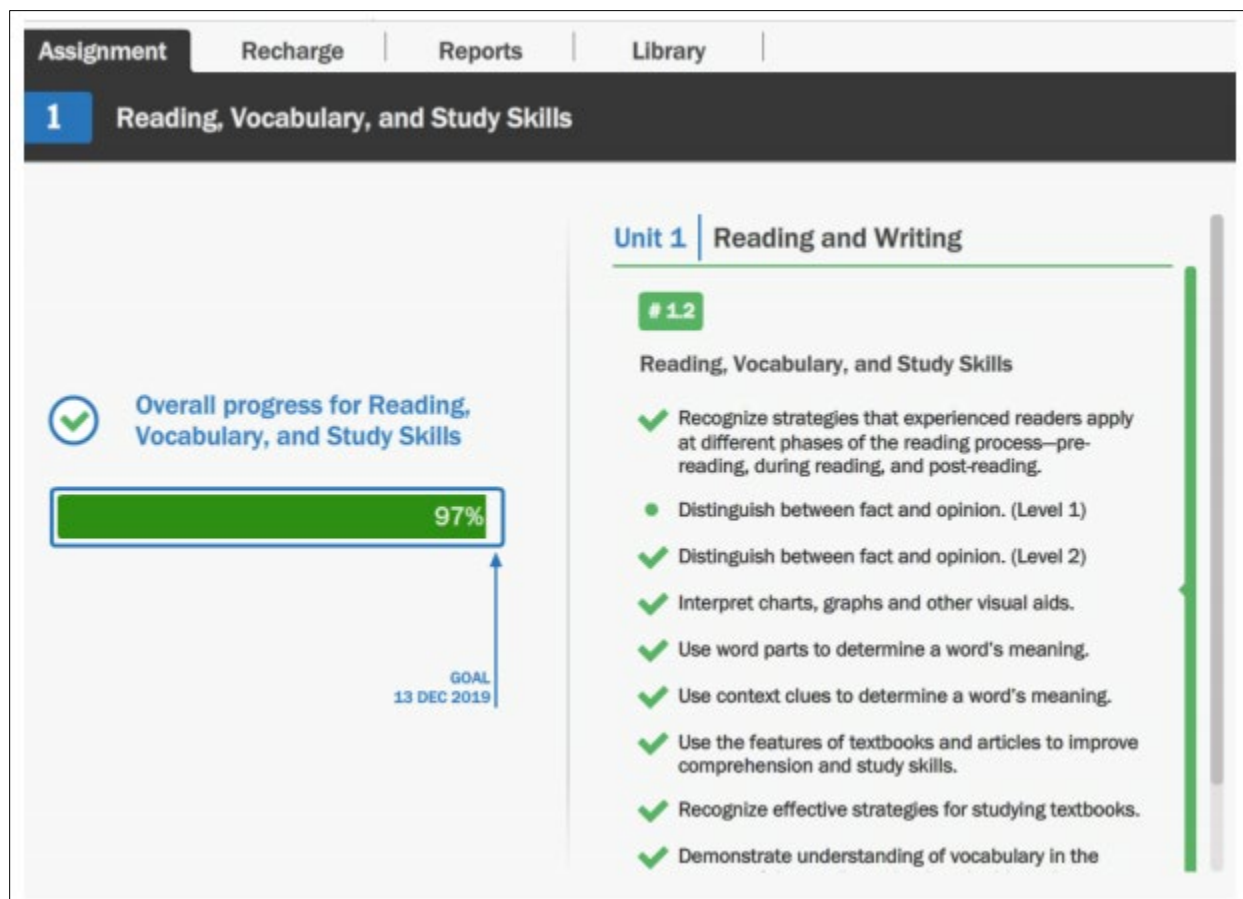 Assignment
Recharge
Reports
Library
1
Reading, Vocabulary, and Study Skills
Overall progress for Reading,
Vocabulary, and Study Skills
97%
GOAL
13 DEC 2019
Unit 1
Reading and Writing
# 1.2
Reading, Vocabulary, and Study Skills
Recognize strategies that experienced readers apply
at different phases of the reading process—pre-
reading, during reading, and post-reading.
Distinguish between fact and opinion. (Level 1)
Distinguish between fact and opinion. (Level 2)
Interpret charts, graphs and other visual aids.
Use word parts to determine a word's meaning.
Use context clues to determine a word's meaning.
Use the features of textbooks and articles to improve
comprehension and study skills.
Recognize effective strategies for studying textbooks.
Demonstrate understanding of vocabulary in the